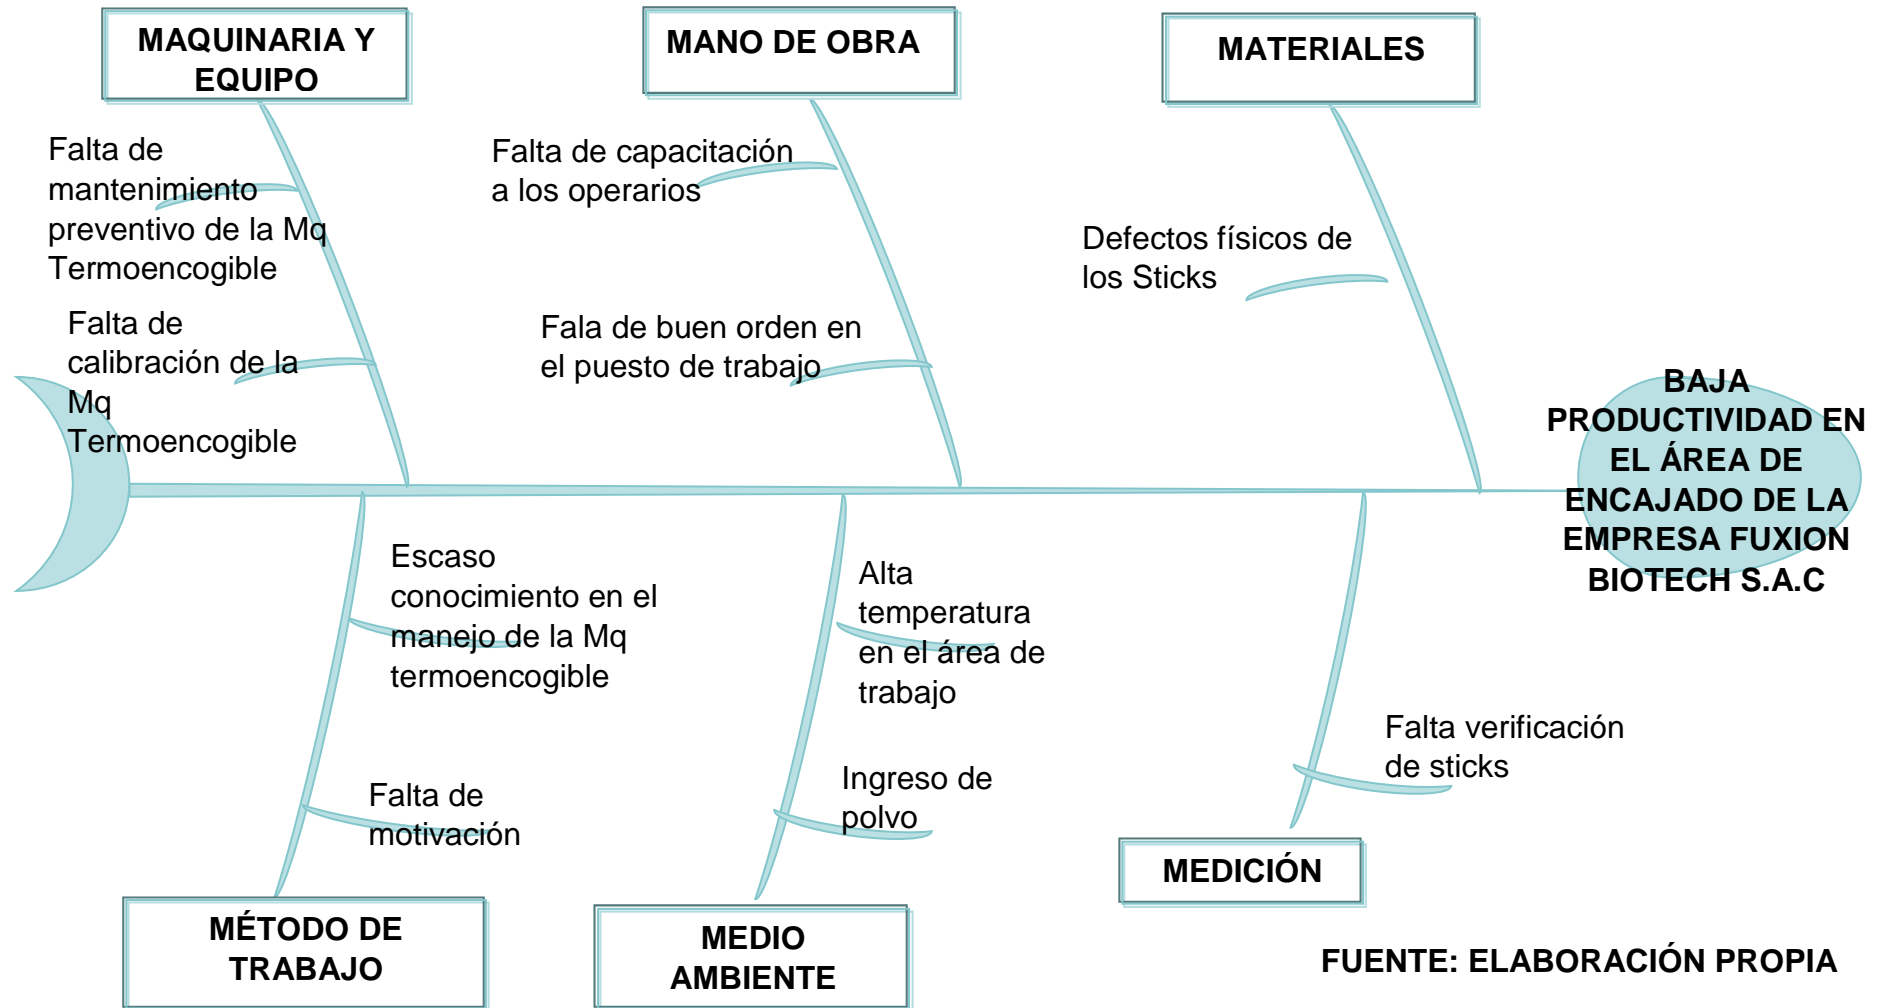 MAQUINARIA Y
EQUIPO
MANO DE OBRA
MATERIALES
Falta de
mantenimiento
preventivo de la Mq
Termoencogible
Falta de
calibración de la
Mq
Termoencogible
Falta de capacitación
a los operarios
Fala de buen orden en
el puesto de trabajo
Defectos físicos de
los Sticks
BAJA
PRODUCTIVIDAD EN
EL ÁREA DE
ENCAJADO DE LA
EMPRESA FUXION
BIOTECH S.A.C
Escaso
conocimiento en el
manejo de la Mq
termoencogible
Falta de
motivación
Alta
temperatura
en el área de
trabajo
Ingreso de
polvo
Falta verificación
de sticks
MÉTODO DE
TRABAJO
MEDIO
AMBIENTE
MEDICIÓN
FUENTE: ELABORACIÓN PROPIA